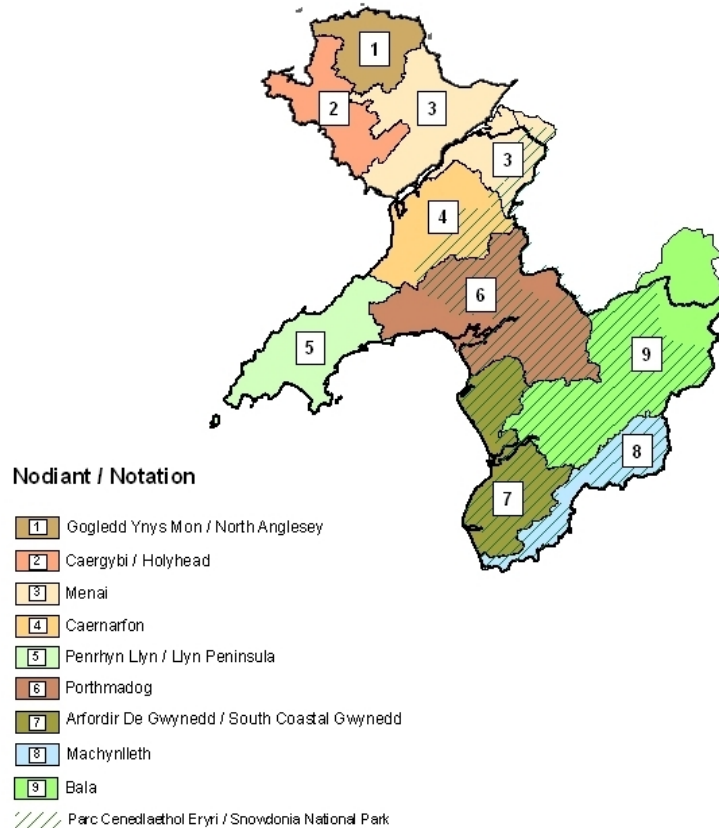 1
2
3
3
4
6
5
9
8
7
Nodiant / Notation
1 Gogledd Ynys Mon / North Anglesey
2 Caergybi / Holyhead
3 Menai
4 Caernarfon
5 Penrhyn Llyn / Llyn Peninsula
6 Porthmadog
7 Arfordir De Gwynedd / South Coastal Gwynedd
8 Machynlleth
9 Bala
Parc Cenedlaethol Eryri / Snowdonia National Park